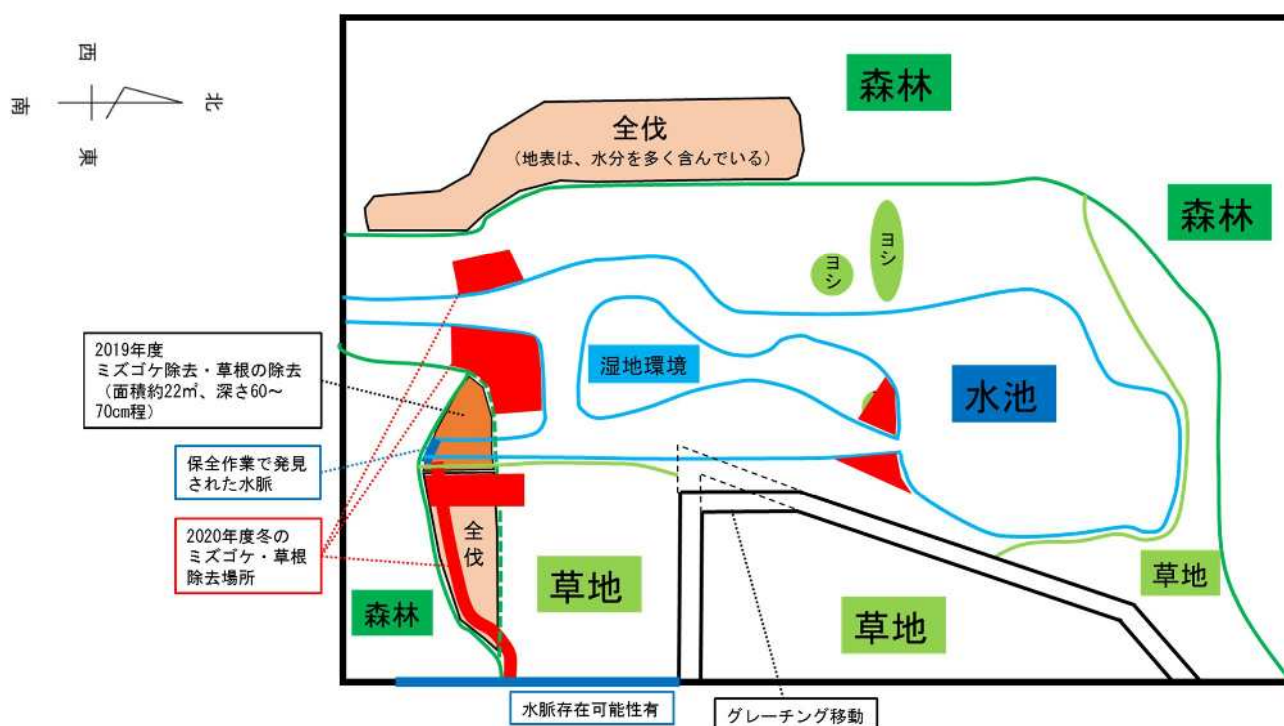 西
南
北
東
森林
全伐
（地表は、水分を多く含んでいる）
森林
ヨシ
ヨシ
2019年度
ミズゴケ除去・草根の除去
（面積約22㎡、深さ60～
70cm程）
湿地環境
水池
保全作業で発見
された水脈
2020年度冬の
ミズゴケ・草根
除去場所
全伐
草地
草地
草地
森林
水脈存在可能性有
グレーチング移動